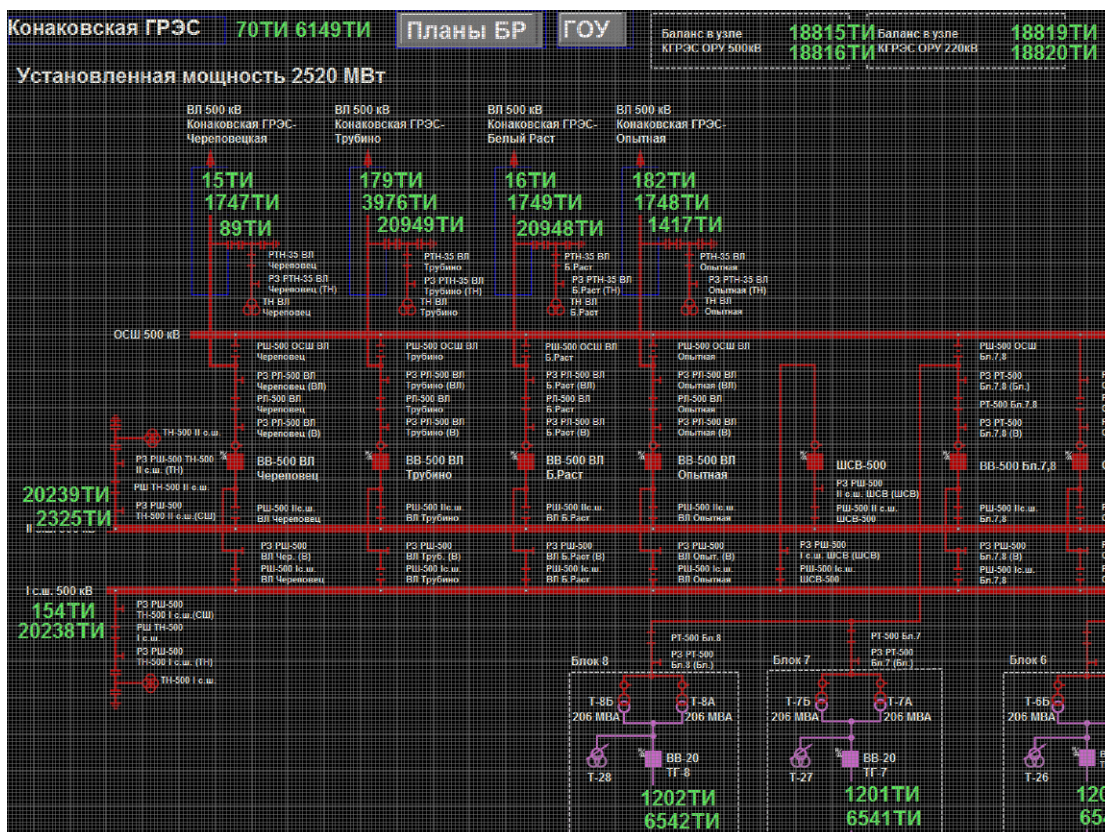 Конаковская ГРЭС
70ТИ 6149ТИ
Планы БР
ГОУ
Баланс в узле
КГРЭС ОРУ 500кВ
18815ТИ
18816ТИ
Баланс в узле
КГРЭС ОРУ 220кВ
18819ТИ
18820ТИ
Установленная мощность 2520 МВт
ВЛ 500 кВ
Конаковская ГРЭС-
Череповецкая
ВЛ 500 кВ
Конаковская ГРЭС-
Трубино
ВЛ 500 кВ
Конаковская ГРЭС-
Белый Раст
ВЛ 500 кВ
Конаковская ГРЭС-
Опытная
15ТИ
1747ТИ
89ТИ
179ТИ
3976ТИ
20949ТИ
16ТИ
1749ТИ
20948ТИ
182ТИ
1748ТИ
1417ТИ
РТН-35 ВЛ
Череповец
РЗ РТН-35 ВЛ
Череповец (ТН)
ТН ВЛ
Череповец
РТН-35 ВЛ
Трубино
РЗ РТН-35 ВЛ
Трубино (ТН)
ТН ВЛ
Трубино
РТН-35 ВЛ
Б.Раст
РЗ РТН-35 ВЛ
Б.Раст (ТН)
ТН ВЛ
Б.Раст
РТН-35 ВЛ
Опытная
РЗ РТН-35 ВЛ
Опытная (ТН)
ТН ВЛ
Опытная
ОСШ 500 кВ
РШ-500 ОСШ ВЛ
Череповец
РЗ РЛ-500 ВЛ
Череповец (ВЛ)
РЛ-500 ВЛ
Череповец
РЗ РЛ-500 ВЛ
Череповец (В)
РШ-500 ОСШ ВЛ
Трубино
РЗ РЛ-500 ВЛ
Трубино (ВЛ)
РЛ-500 ВЛ
Трубино
РЗ РЛ-500 ВЛ
Трубино (В)
РШ-500 ОСШ ВЛ
Б.Раст
РЗ РЛ-500 ВЛ
Б.Раст (ВЛ)
РЛ-500 ВЛ
Б.Раст
РЗ РЛ-500 ВЛ
Б.Раст (В)
РШ-500 ОСШ ВЛ
Опытная
РЗ РЛ-500 ВЛ
Опытная (ВЛ)
РЛ-500 ВЛ
Опытная
РЗ РЛ-500 ВЛ
Опытная (В)
РШ-500 ОСШ
Бл.7,8
РЗ РТ-500
Бл.7,8 (Бл.)
РТ-500 Бл.7,8
РЗ РТ-500
Бл.7,8 (В)
ТН-500 II с.ш.
РЗ РШ-500 ТН-500
II с.ш. (ТН)
РШ ТН-500 II с.ш.
РЗ РШ-500
ТН-500 II с.ш.(СШ)
20239ТИ
2325ТИ
ВВ-500 ВЛ
Череповец
ВВ-500 ВЛ
Трубино
ВВ-500 ВЛ
Б.Раст
ВВ-500 ВЛ
Опытная
ШСВ-500
РЗ РШ-500
II с.ш. ШСВ (ШСВ)
РШ-500 II с.ш.
ШСВ-500
ВВ-500 Бл.7,8
РШ-500 IIс.ш.
ВЛ Череповец
РШ-500 IIс.ш.
ВЛ Трубино
РШ-500 IIс.ш.
ВЛ Б.Раст
РШ-500 IIс.ш.
ВЛ Опытная
РШ-500 IIс.ш.
Бл.7,8
РЗ РШ-500
ВЛ Чер. (В)
РШ-500 Iс.ш.
ВЛ Череповец
РЗ РШ-500
ВЛ Труб. (В)
РШ-500 Iс.ш.
ВЛ Трубино
РЗ РШ-500
ВЛ Б.Раст (В)
РШ-500 Iс.ш.
ВЛ Б.Раст
РЗ РШ-500
ВЛ Опыт. (В)
РШ-500 Iс.ш.
ВЛ Опытная
РЗ РШ-500
I с.ш. ШСВ (ШСВ)
РШ-500 Iс.ш.
ШСВ-500
РЗ РШ-500
Бл.7,8 (В)
РШ-500 Iс.ш.
Бл.7,8
I с.ш. 500 кВ
154ТИ
20238ТИ
РЗ РШ-500
ТН-500 I с.ш.(СШ)
РШ ТН-500
I с.ш.
РЗ РШ-500
ТН-500 I с.ш. (ТН)
ТН-500 I с.ш.
Блок 8
РТ-500 Бл.8
РЗ РТ-500
Бл.8 (Бл.)
Т-8Б
206 МВА
Т-8А
206 МВА
Т-28
ВВ-20
ТГ-8
1202ТИ
6542ТИ
Блок 7
РТ-500 Бл.7
РЗ РТ-500
Бл.7 (Бл.)
Т-7Б
206 МВА
Т-7А
206 МВА
Т-27
ВВ-20
ТГ-7
1201ТИ
6541ТИ
Блок 6
Т-6Б
206 МВА
Т-26